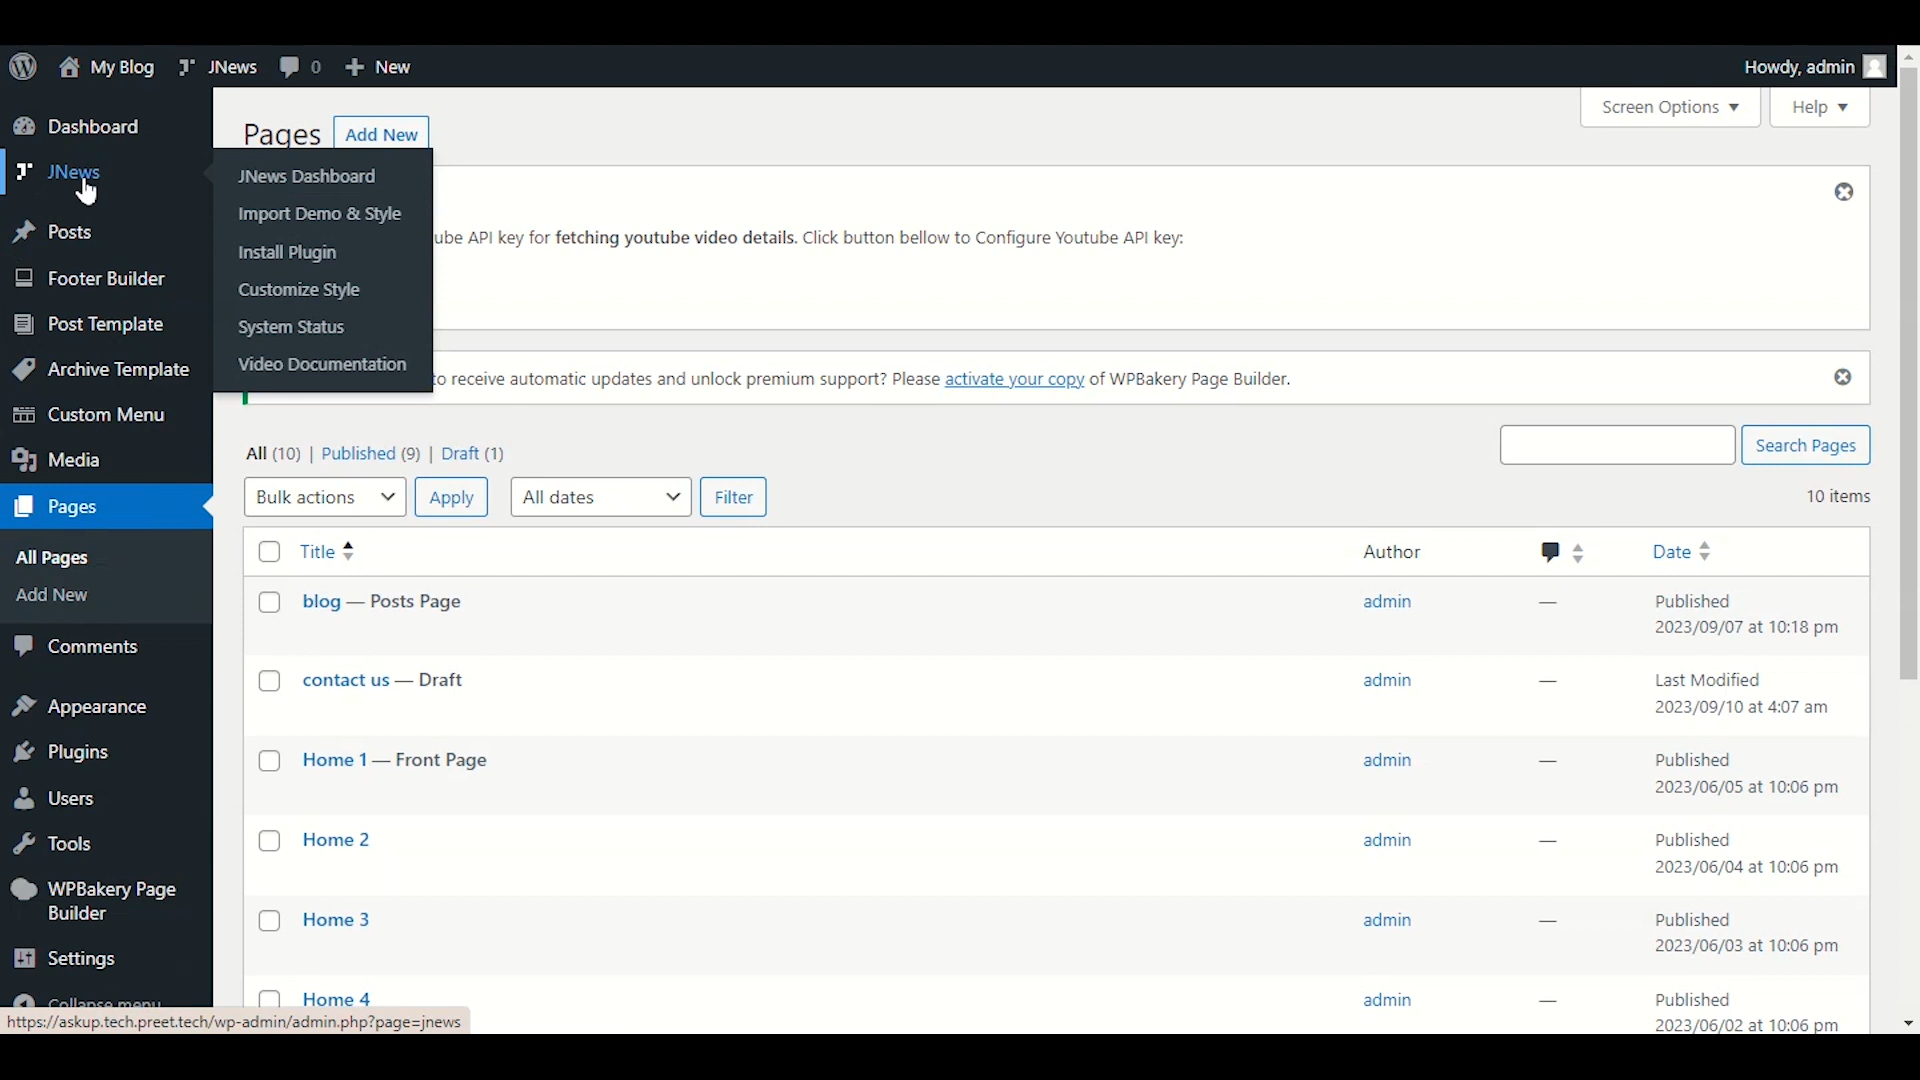 My Blog JNews 0 New Howdy, admin
Screen Options Help
Dashboard
JNews
Posts
Footer Builder
Post Template
Archive Template
Custom Menu
Media
Pages
All Pages
Add New
Comments
Appearance
Plugins
Users
Tools
WPBakery Page
Builder
Settings
Collapse menu
Pages Add New
JNews Dashboard
Import Demo & Style
Install Plugin
Customize Style
System Status
Video Documentation
ube API key for fetching youtube video details. Click button bellow to Configure Youtube API key:
to receive automatic updates and unlock premium support? Please activate your copy of WPBakery Page Builder.
All (10) | Published (9) | Draft (1)
Search Pages
Bulk actions Apply All dates Filter 10 items
Title Author Date
blog — Posts Page admin — Published
2023/09/07 at 10:18 pm
contact us — Draft admin — Last Modified
2023/09/10 at 4:07 am
Home 1 — Front Page admin — Published
2023/06/05 at 10:06 pm
Home 2 admin — Published
2023/06/04 at 10:06 pm
Home 3 admin — Published
2023/06/03 at 10:06 pm
Home 4 admin — Published
2023/06/02 at 10:06 pm
https://askup.tech.preet.tech/wp-admin/admin.php?page=jnews